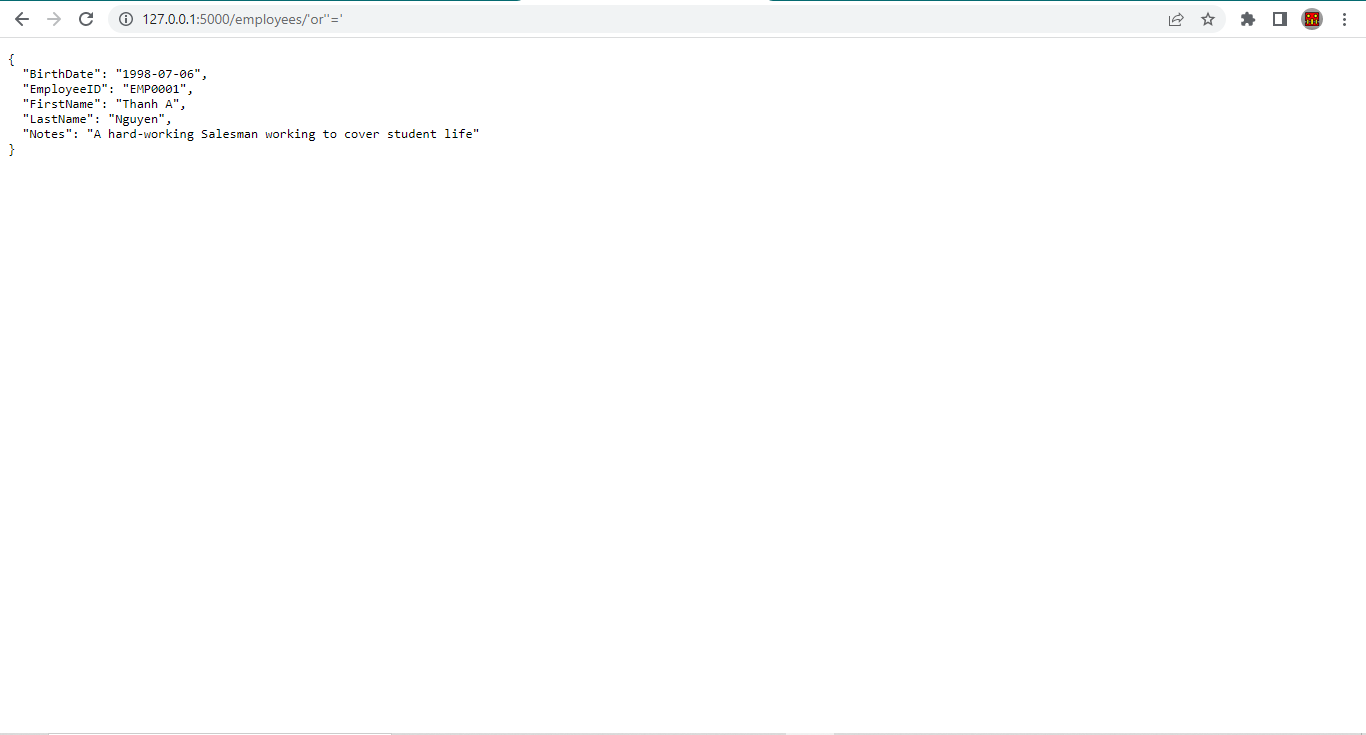 127.0.0.1:5000/employees/'or''='
{
  "BirthDate": "1998-07-06",
  "EmployeeID": "EMP0001",
  "FirstName": "Thanh A",
  "LastName": "Nguyen",
  "Notes": "A hard-working Salesman working to cover student life"
}